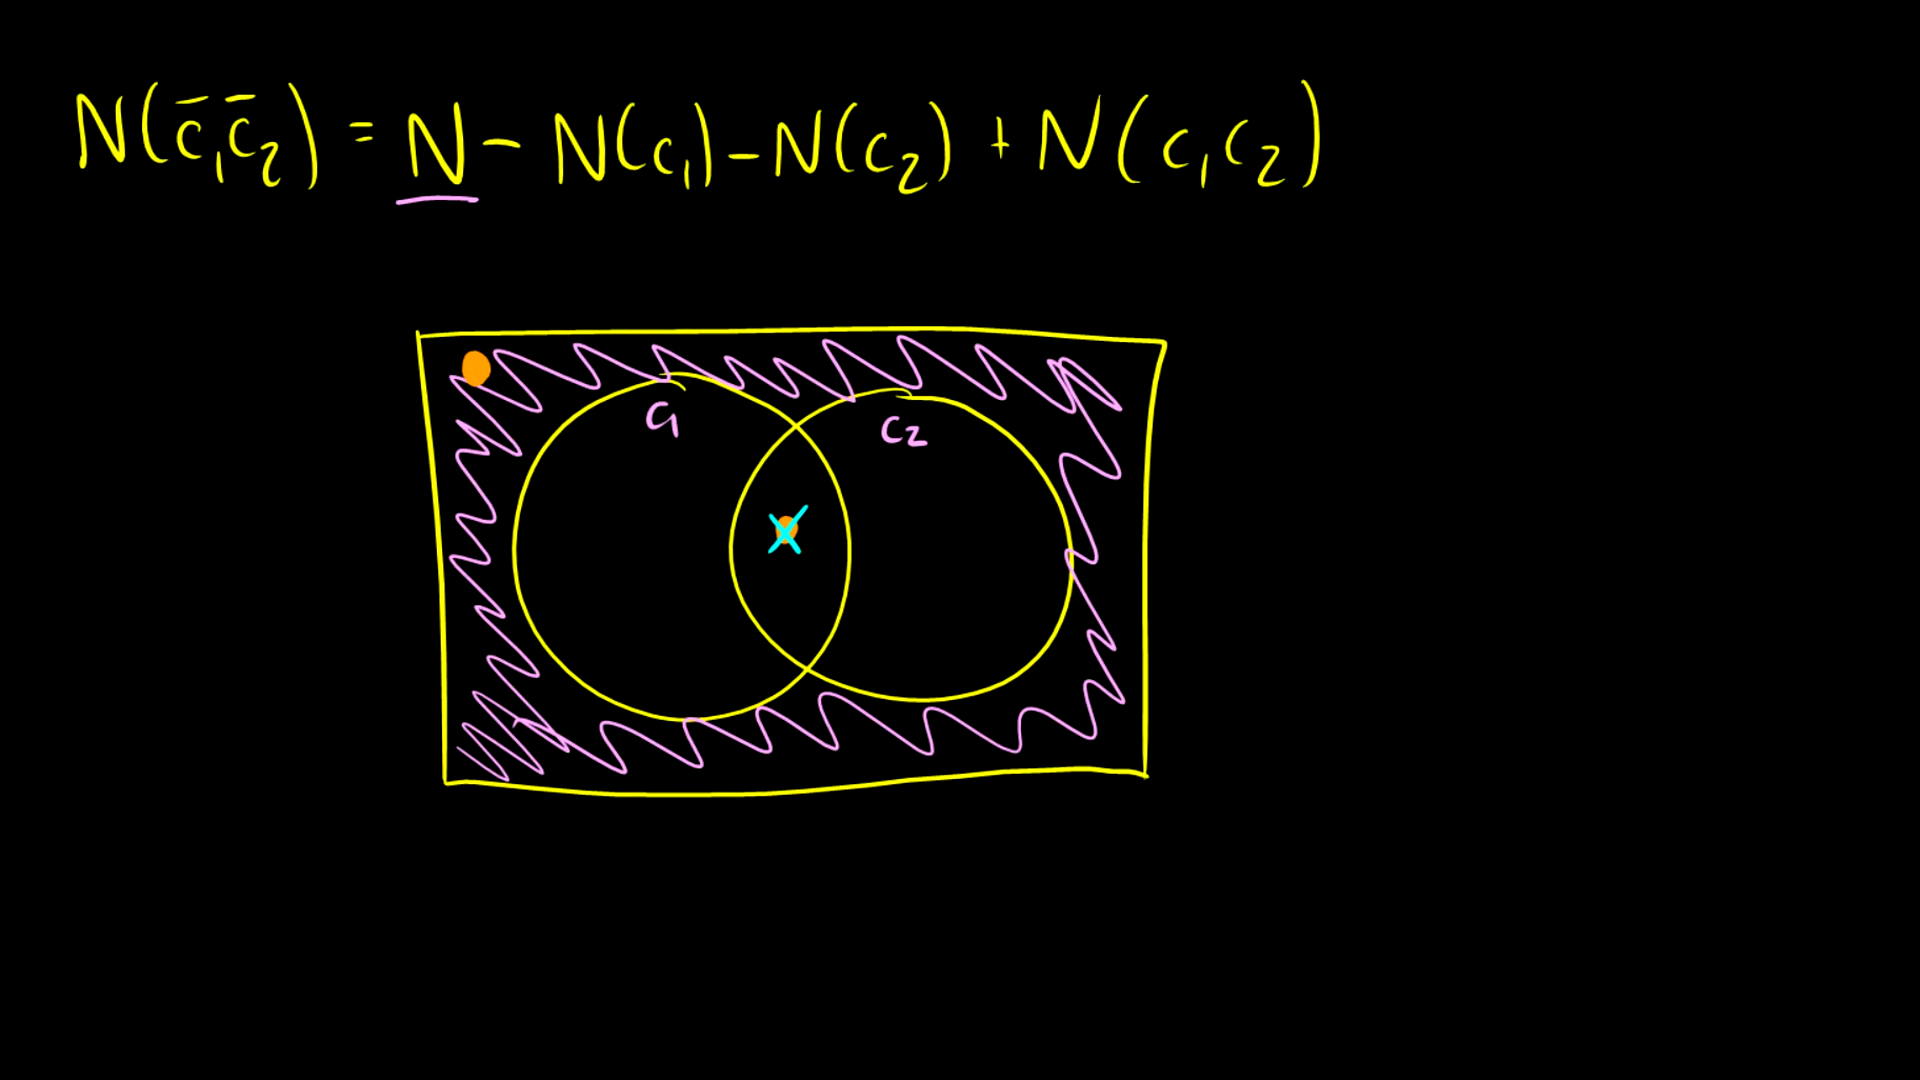 N(c̄₁c̄₂) = N - N(c₁) - N(c₂) + N(c₁c₂)
c₁ c₂